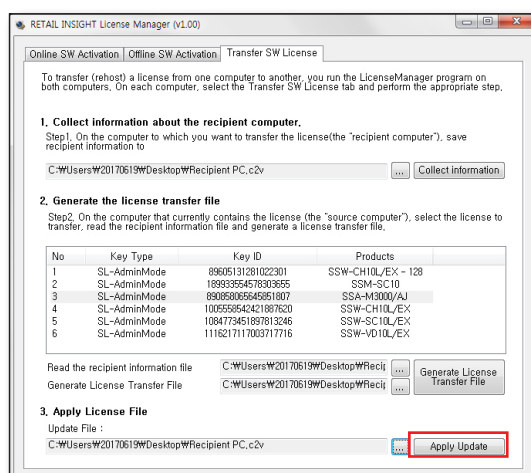 RETAIL INSIGHT License Manager (v1.00)
Online SW Activation Offline SW Activation Transfer SW License
To transfer (rehost) a license from one computer to another, you run the LicenseManager program on
both computers, On each computer, select the Transfer SW License tab and perform the appropriate step,
1. Collect information about the recipient computer,
Step1, On the computer to which you want to transfer the license(the "recipient computer"), save
recipient information to
C:₩Users₩20170619₩Desktop₩Recipient PC,c2v ... Collect information
2. Generate the license transfer file
Step2, On the computer that currently contains the license (the "source computer"), select the license to
transfer, read the recipient information file and generate a license transfer file,
No Key Type Key ID Products
1 SL-AdminMode 89605131281022301 SSW-CH10L/EX - 128
2 SL-AdminMode 189933554578303655 SSM-SC10
3 SL-AdminMode 890858065645851807 SSA-M3000/AJ
4 SL-AdminMode 1005558542421887620 SSW-CH10L/EX
5 SL-AdminMode 1084773451897813246 SSW-SC10L/EX
6 SL-AdminMode 1116217117003717716 SSW-VD10L/EX
Read the recipient information file C:₩Users₩20170619₩Desktop₩Recip ... Generate License
Generate License Transfer File C:₩Users₩20170619₩Desktop₩Recip ... Transfer File
3. Apply License File
Update File :
C:₩Users₩20170619₩Desktop₩Recipient PC,c2v ... Apply Update